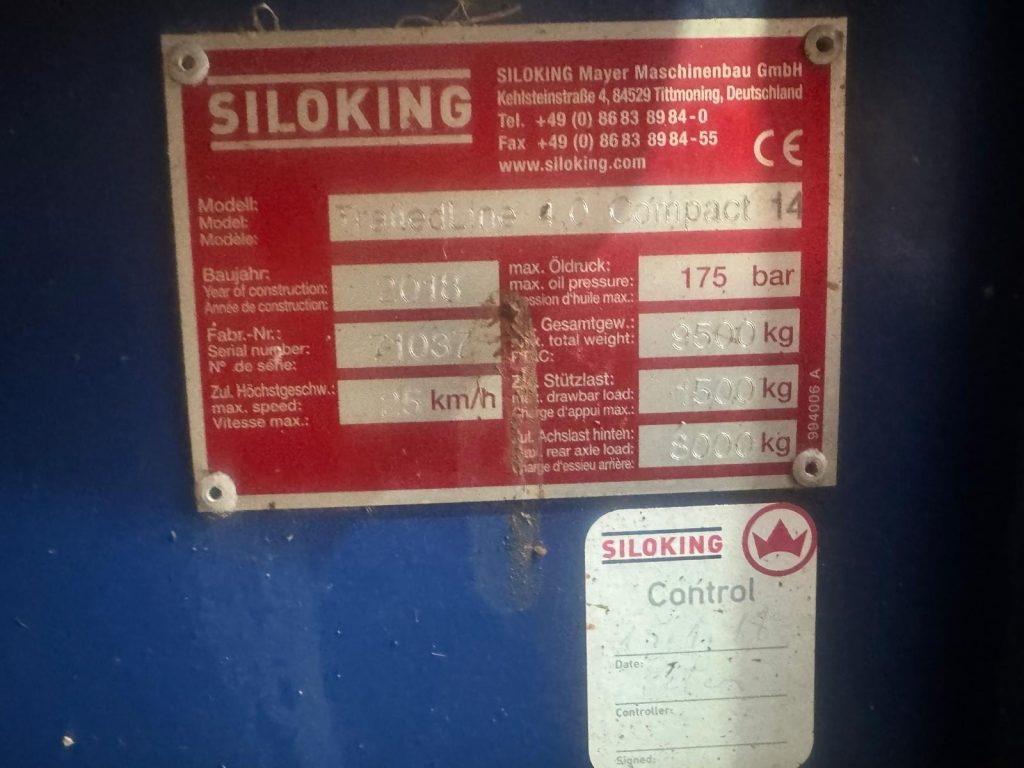 SILOKING
SILOKING Mayer Maschinenbau GmbH
Kehlsteinstraße 4, 84529 Tittmoning, Deutschland
Tel. +49 (0) 86 83 89 84-0
Fax +49 (0) 86 83 89 84-55
www.siloking.com
CE
Modell:
Model:
Modèle:
TrailedLine 4.0 Compact 14
Baujahr:
Year of construction:
Année de construction:
2018
Fabr.-Nr.:
Serial number:
N° de série:
71037
Zul. Höchstgeschw.:
max. speed:
Vitesse max.:
25 km/h
max. Öldruck:
max. oil pressure:
Pression d'huile max.:
175 bar
Gesamtgew.:
total weight:
9500 kg
Stützlast:
drawbar load:
Charge d'appui max.:
1500 kg
Achslast hinten:
rear axle load:
Charge d'essieu arrière:
8000 kg
994006 A
SILOKING
Control
Date:
Controller:
Signed: